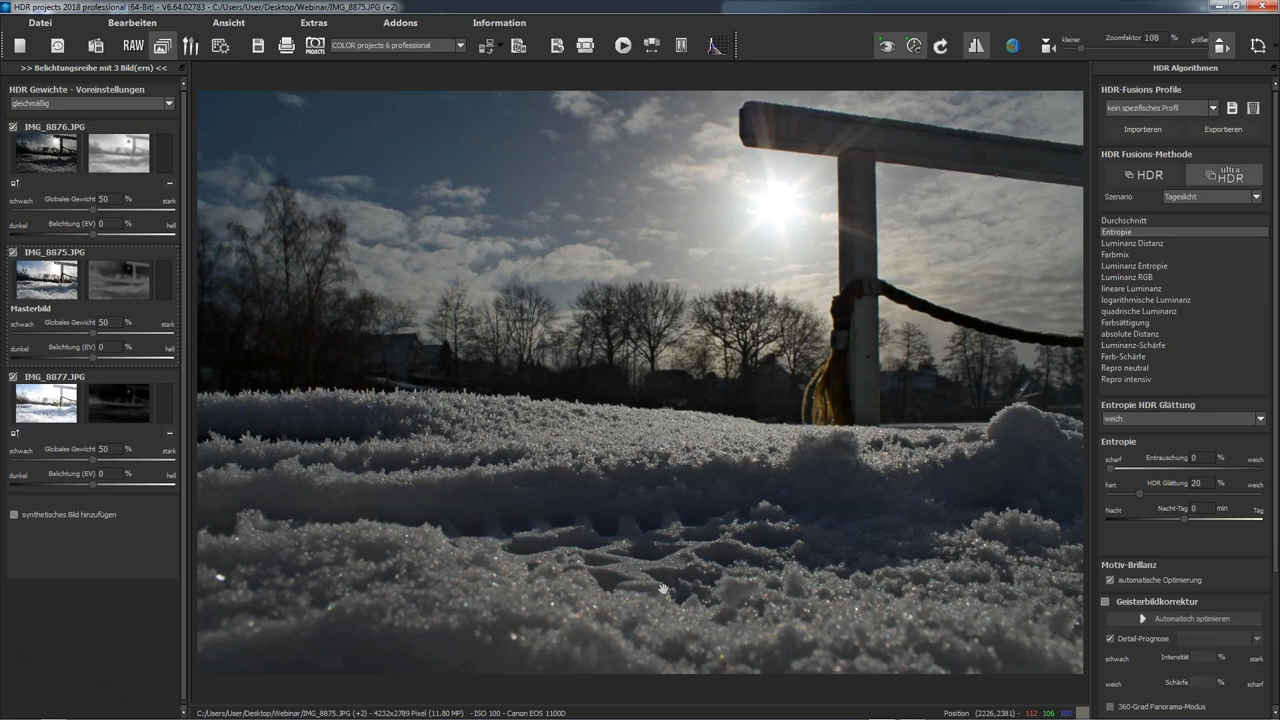 HDR projects 2018 professional (64-Bit) - V6.64.02783 - C:/Users/User/Desktop/Webinar/IMG_8875.JPG (+2)
Datei Bearbeiten Ansicht Extras Addons Information
RAW PROJECTS COLOR projects 6 professional kleiner Zoomfaktor 108 % größer
>> Belichtungsreihe mit 3 Bild(ern) <<
HDR Gewichte - Voreinstellungen
gleichmäßig
IMG_8876.JPG
schwach Globales Gewicht 50 % stark
dunkel Belichtung (EV) 0 % hell
IMG_8875.JPG
Masterbild
schwach Globales Gewicht 50 % stark
dunkel Belichtung (EV) 0 % hell
IMG_8877.JPG
schwach Globales Gewicht 50 % stark
dunkel Belichtung (EV) 0 % hell
synthetisches Bild hinzufügen
HDR Algorithmen
HDR-Fusions Profile
kein spezifisches Profil
Importieren Exportieren
HDR Fusions-Methode
HDR ultra HDR
Szenario Tageslicht
Durchschnitt
Entropie
Luminanz Distanz
Farbmix
Luminanz Entropie
Luminanz RGB
lineare Luminanz
logarithmische Luminanz
quadrische Luminanz
Farbsättigung
absolute Distanz
Luminanz-Schärfe
Farb-Schärfe
Repro neutral
Repro intensiv
Entropie HDR Glättung
weich
Entropie
scharf Entrauschung 0 % weich
hart HDR Glättung 20 % weich
Nacht Nacht-Tag 0 min Tag
Motiv-Brillanz
automatische Optimierung
Geisterbildkorrektur
Automatisch optimieren
Detail-Prognose
schwach Intensität % stark
weich Schärfe % scharf
360-Grad Panorama-Modus
C:/Users/User/Desktop/Webinar/IMG_8875.JPG (+2) - 4232x2789 Pixel (11.80 MP) - ISO 100 - Canon EOS 1100D Position (2226,2381) - 112 106 100